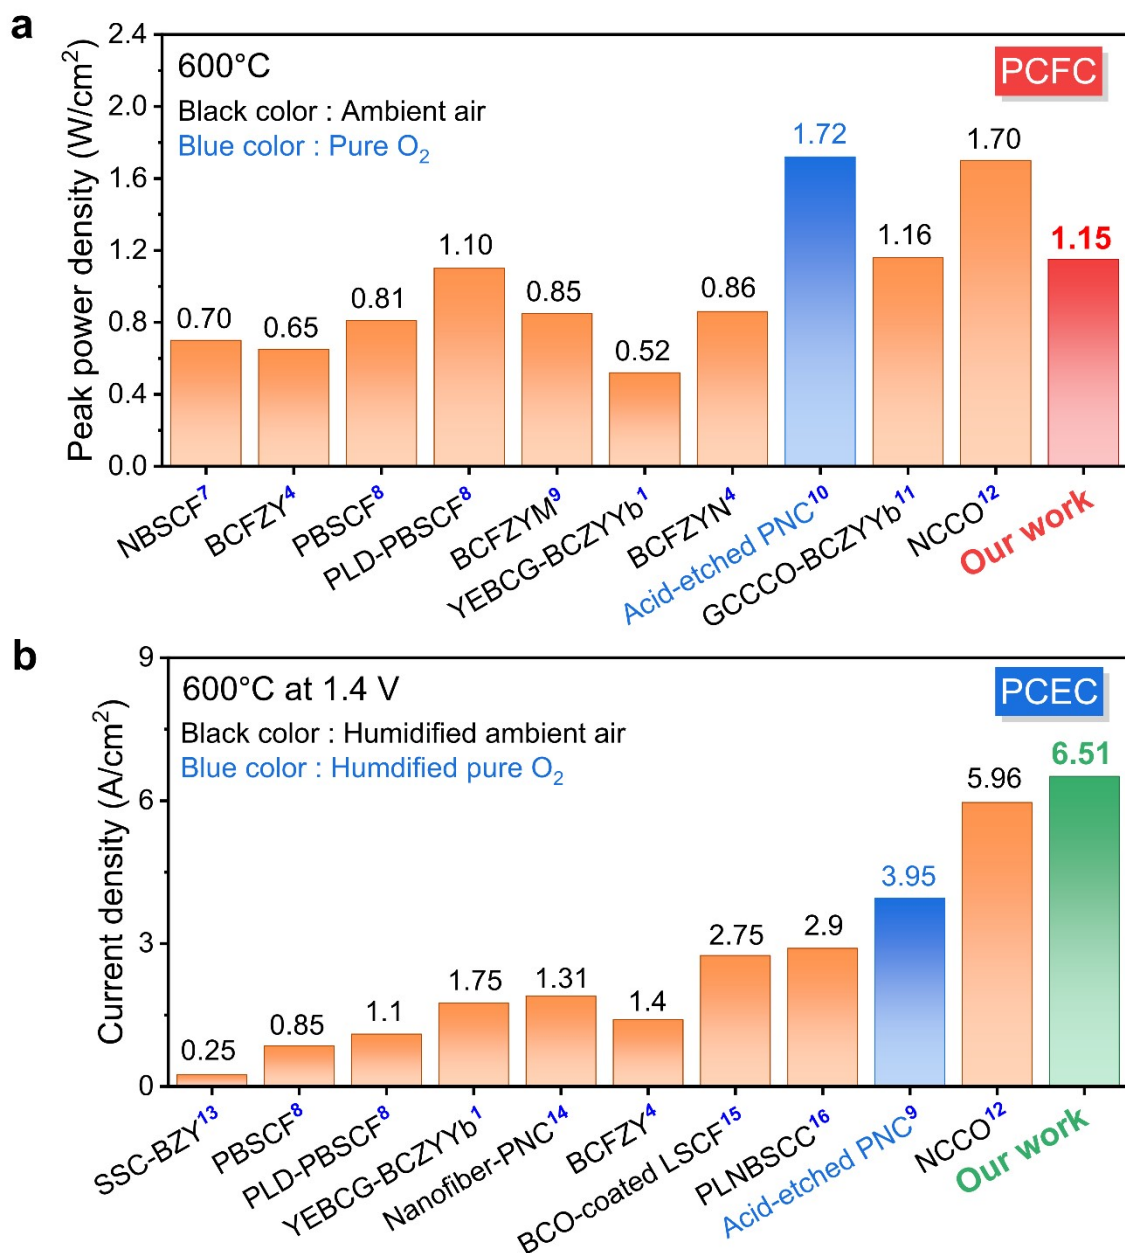 a
2.4
2.0
1.6
1.2
0.8
0.4
0.0
Peak power density (W/cm²)
600°C
Black color : Ambient air
Blue color : Pure O₂
PCFC
0.70
0.65
0.81
1.10
0.85
0.52
0.86
1.72
1.16
1.70
1.15
NBSCF⁷
BCFZY⁴
PBSCF⁸
PLD-PBSCF⁸
BCFZYM⁹
YEBCG-BCZYYb¹
BCFZYN⁴
Acid-etched PNC¹⁰
GCCCO-BCZYYb¹¹
NCCO¹²
Our work
b
9
6
3
0
Current density (A/cm²)
600°C at 1.4 V
Black color : Humidified ambient air
Blue color : Humdified pure O₂
PCEC
0.25
0.85
1.1
1.75
1.31
1.4
2.75
2.9
3.95
5.96
6.51
SSC-BZY¹³
PBSCF⁸
PLD-PBSCF⁸
YEBCG-BCZYYb¹
Nanofiber-PNC¹⁴
BCFZY⁴
BCO-coated LSCF¹⁵
PLNBSCC¹⁶
Acid-etched PNC⁹
NCCO¹²
Our work